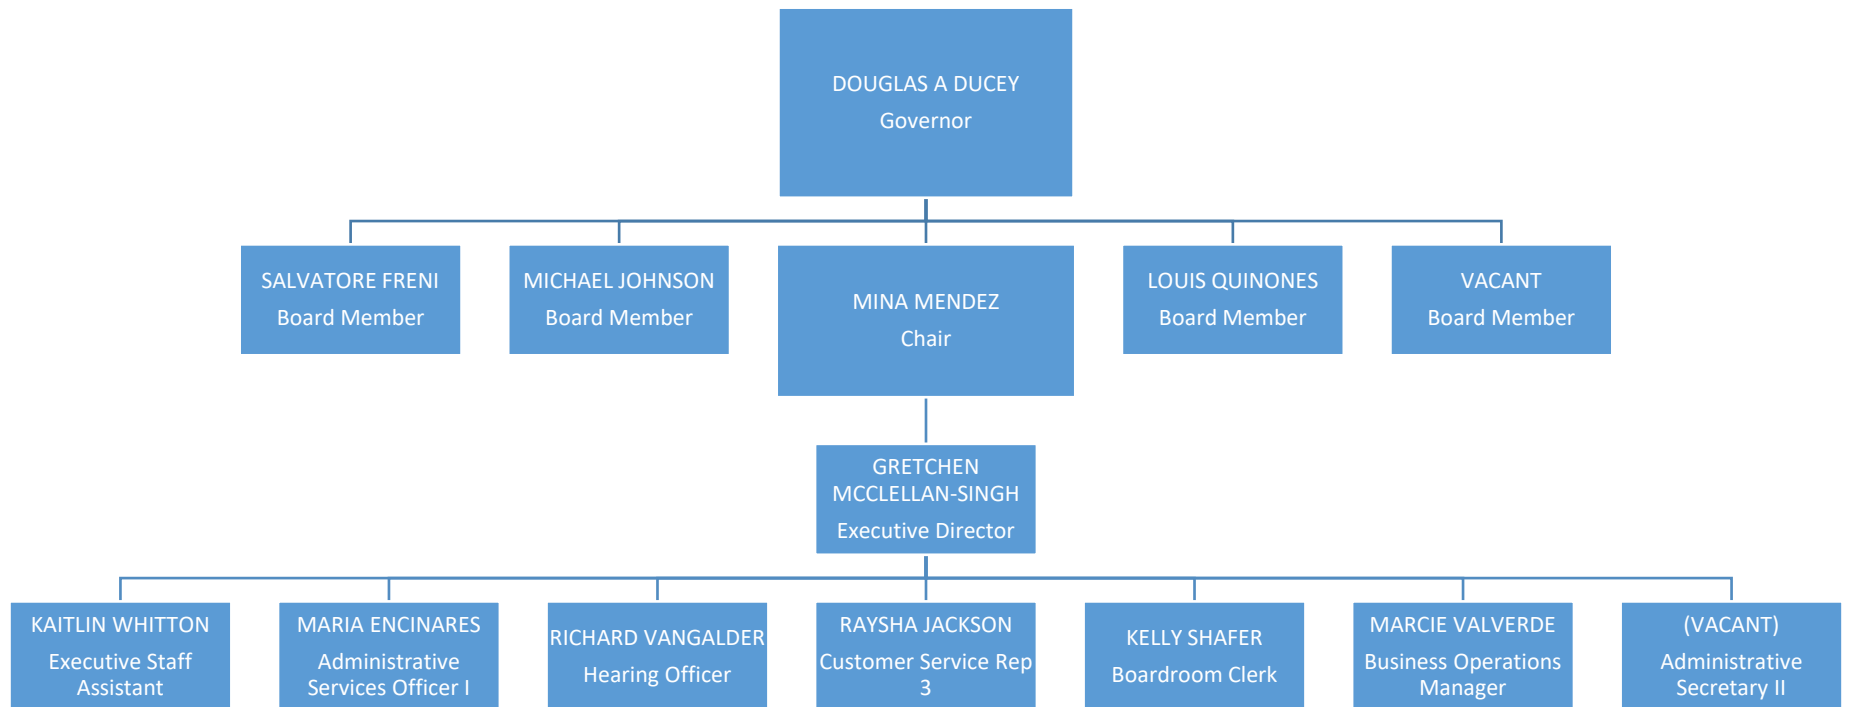 DOUGLAS A DUCEY
Governor
SALVATORE FRENI
Board Member
MICHAEL JOHNSON
Board Member
MINA MENDEZ
Chair
LOUIS QUINONES
Board Member
VACANT
Board Member
GRETCHEN
MCCLELLAN-SINGH
Executive Director
KAITLIN WHITTON
Executive Staff
Assistant
MARIA ENCINARES
Administrative
Services Officer I
RICHARD VANGALDER
Hearing Officer
RAYSHA JACKSON
Customer Service Rep
3
KELLY SHAFER
Boardroom Clerk
MARCIE VALVERDE
Business Operations
Manager
(VACANT)
Administrative
Secretary II